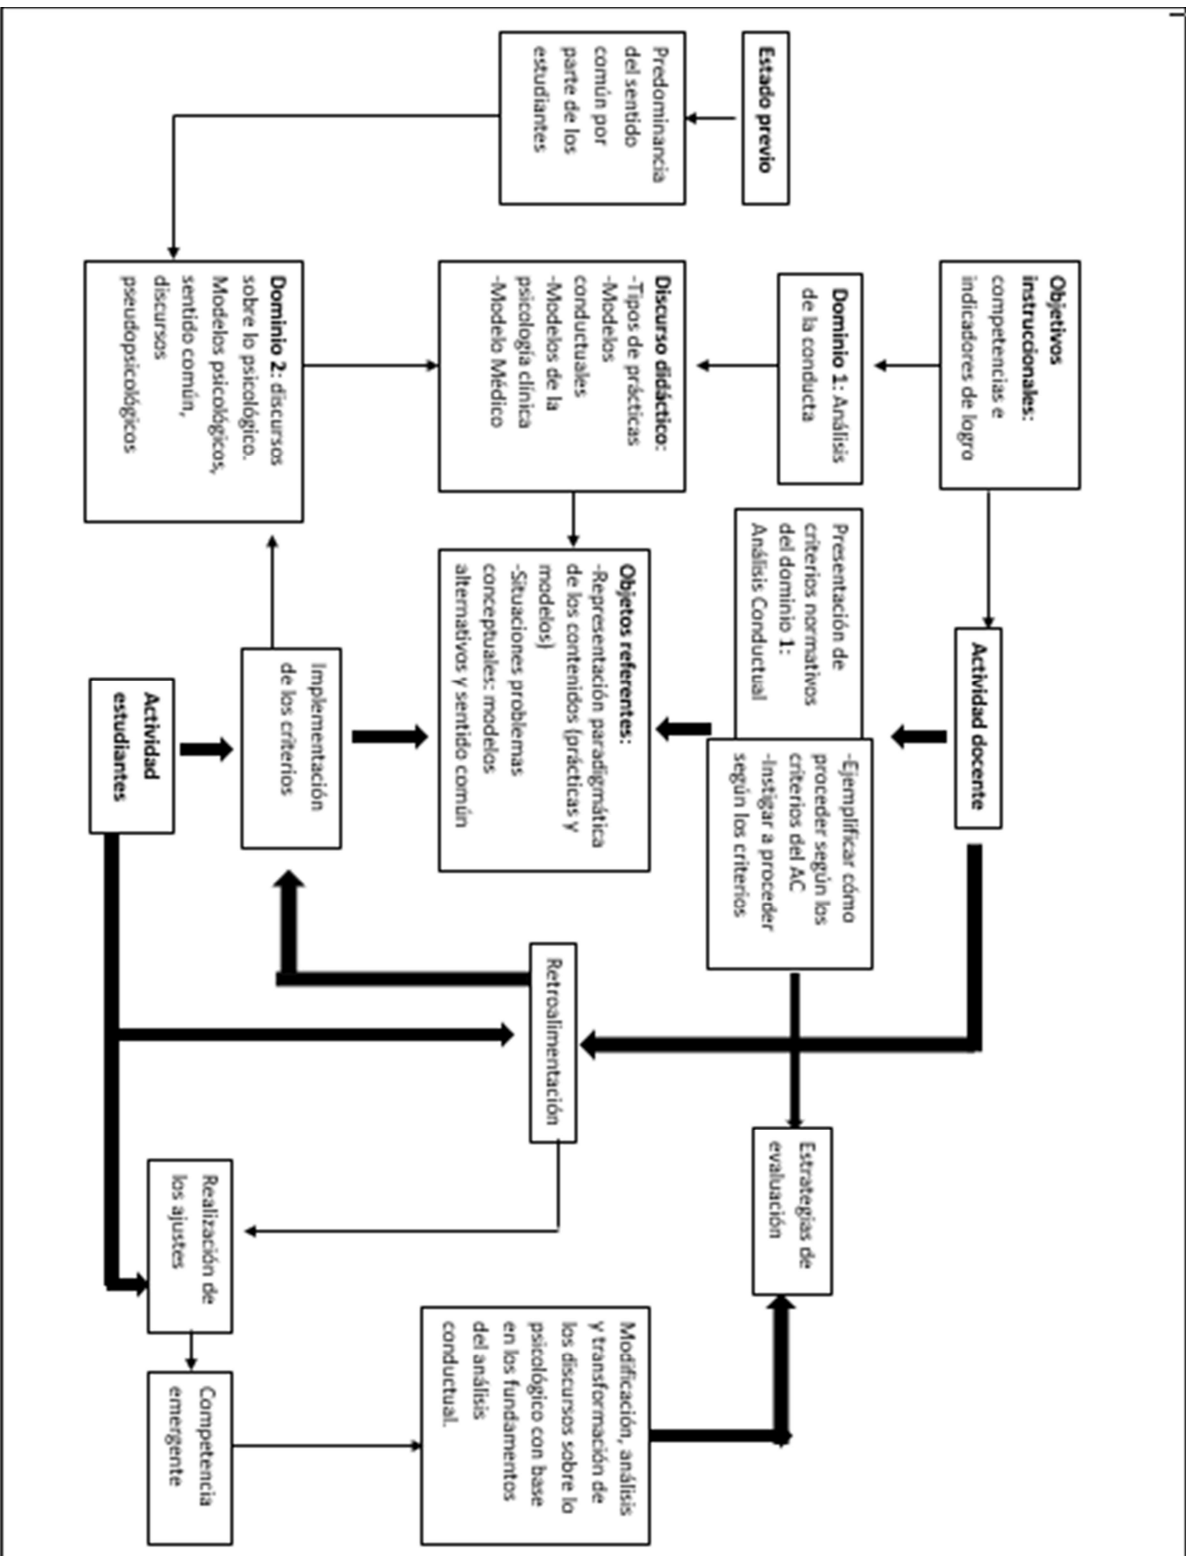 Estado previo
Predominancia
del sentido
común por
parte de los
estudiantes
Objetivos
instruccionales:
competencias e
indicadores de logro
Dominio 1: Análisis
de la conducta
Discurso didáctico:
-Tipos de prácticas
-Modelos
conductuales
-Modelos de la
psicología clínica
-Modelo Médico
Dominio 2: discursos
sobre lo psicológico.
Modelos psicológicos,
sentido común,
discursos
pseudopsicológicos
Actividad docente
Presentación de
criterios normativos
del dominio 1:
Análisis Conductual
-Ejemplificar cómo
proceder según los
criterios del AC
-Instigar a proceder
según los criterios
Objetos referentes:
-Representación paradigmática
de los contenidos (prácticas y
modelos)
-Situaciones problemas
conceptuales: modelos
alternativos y sentido común
Implementación
de los criterios
Actividad
estudiantes
Retroalimentación
Estrategias de
evaluación
Realización de
los ajustes
Competencia
emergente
Modificación, análisis
y transformación de
los discursos sobre lo
psicológico con base
en los fundamentos
del análisis
conductual.